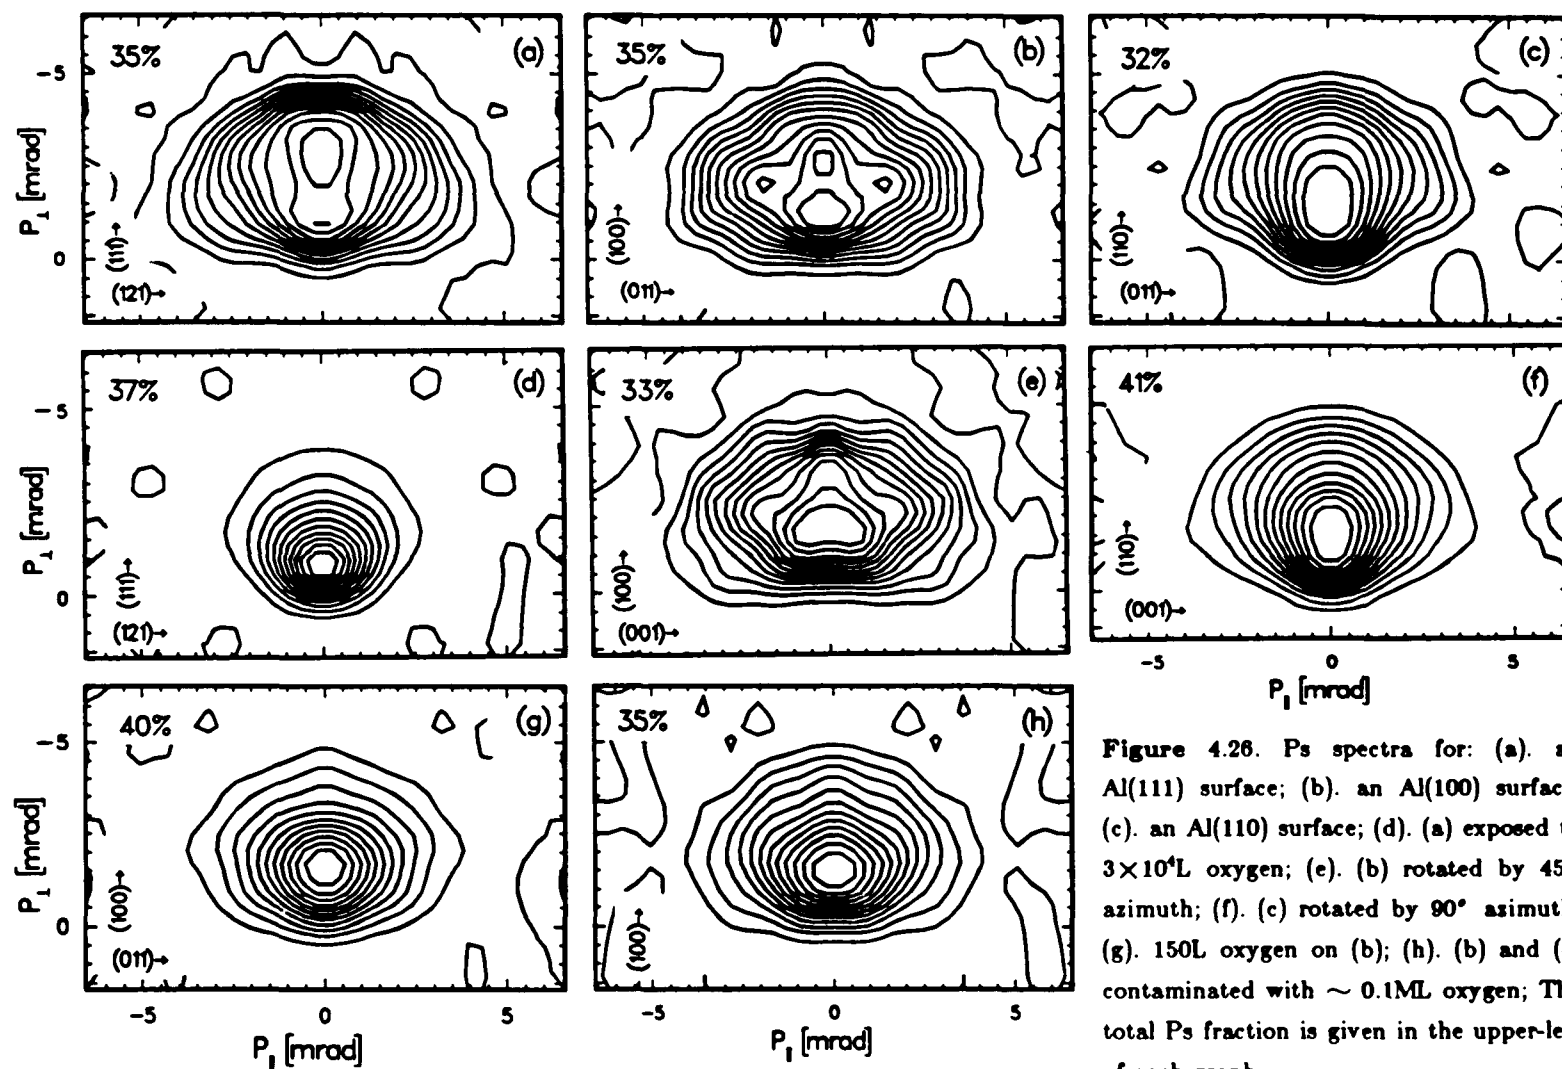 35%
(a)
-5
P⊥ [mrad]
0
(111)→
(121)→
35%
(b)
(100)→
(011)→
32%
(c)
(110)→
(011)→
37%
(d)
-5
P⊥ [mrad]
0
(111)→
(121)→
33%
(e)
(100)→
(001)→
41%
(f)
(110)→
(001)→
-5 0 5
P∥ [mrad]
40%
(g)
-5
P⊥ [mrad]
0
(100)→
(011)→
-5 0 5
P∥ [mrad]
35%
(h)
(100)→
-5 0 5
P∥ [mrad]
Figure 4.26. Ps spectra for: (a).
Al(111) surface; (b). an Al(100) surfac
(c). an Al(110) surface; (d). (a) exposed
3×10⁴L oxygen; (e). (b) rotated by 45
azimuth; (f). (c) rotated by 90° azimut
(g). 150L oxygen on (b); (h). (b) and (
contaminated with ~ 0.1ML oxygen; Th
total Ps fraction is given in the upper-le